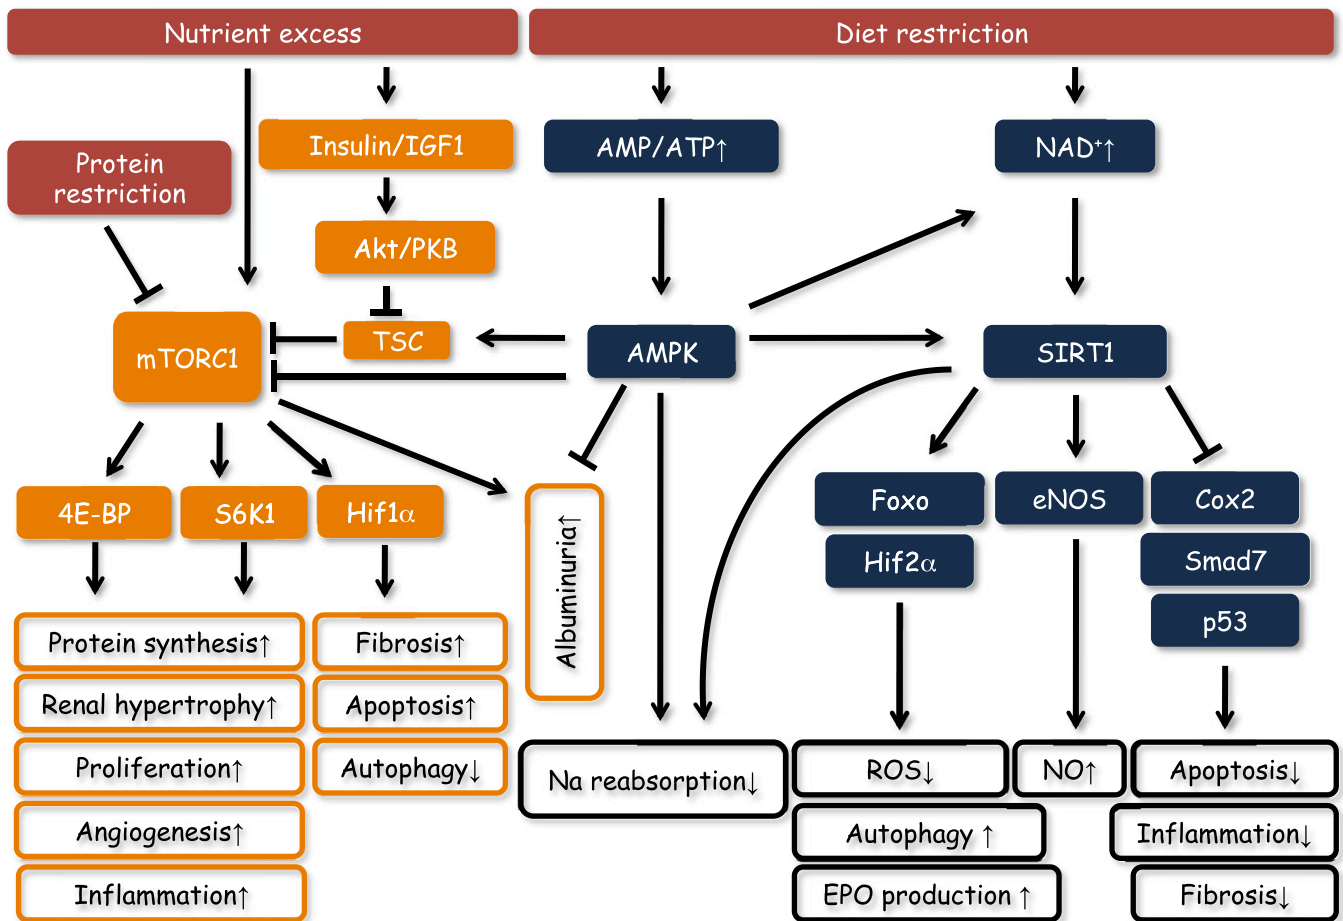 Nutrient excess
Diet restriction
Insulin/IGF1
AMP/ATP↑
NAD⁺↑
Protein
restriction
Akt/PKB
mTORC1
TSC
AMPK
SIRT1
4E-BP
S6K1
Hif1α
Albuminuria↑
Foxo
eNOS
Cox2
Hif2α
Smad7
p53
Protein synthesis↑
Fibrosis↑
Renal hypertrophy↑
Apoptosis↑
Proliferation↑
Autophagy↓
Na reabsorption↓
ROS↓
NO↑
Apoptosis↓
Angiogenesis↑
Autophagy ↑
Inflammation↓
Inflammation↑
EPO production ↑
Fibrosis↓